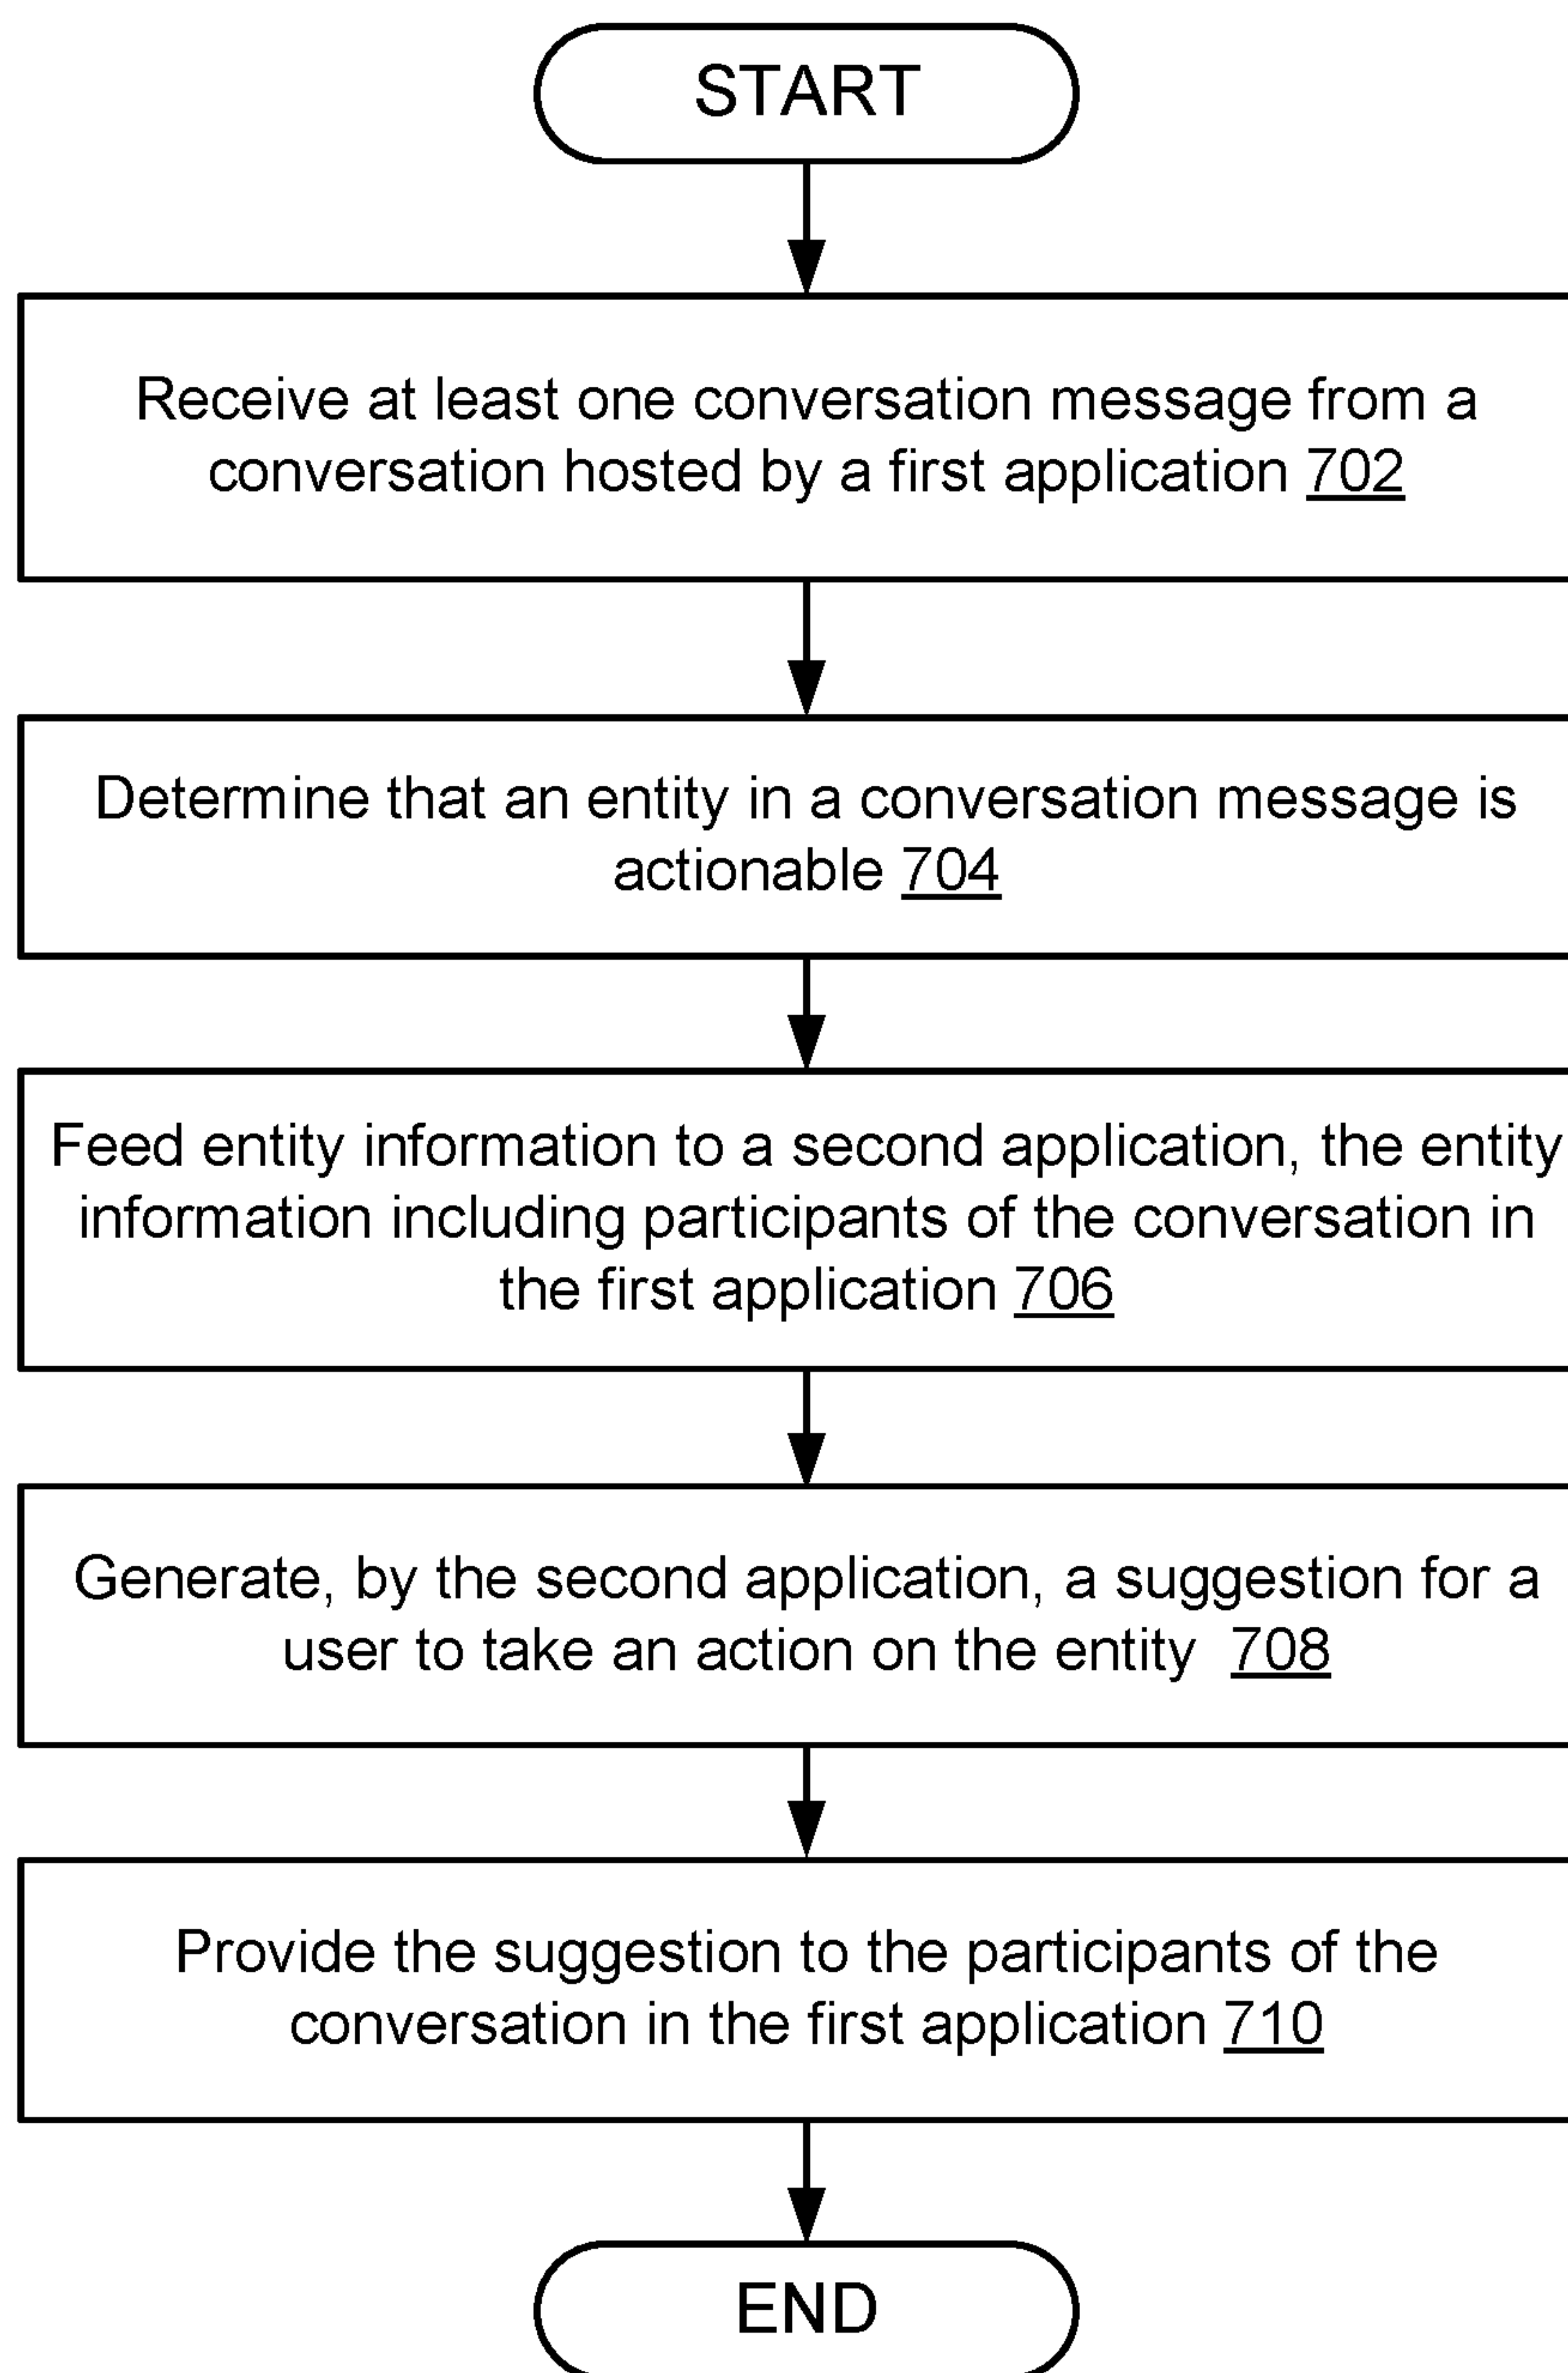 START
Receive at least one conversation message from a
conversation hosted by a first application 702
Determine that an entity in a conversation message is
actionable 704
Feed entity information to a second application, the entity
information including participants of the conversation in
the first application 706
Generate, by the second application, a suggestion for a
user to take an action on the entity 708
Provide the suggestion to the participants of the
conversation in the first application 710
END